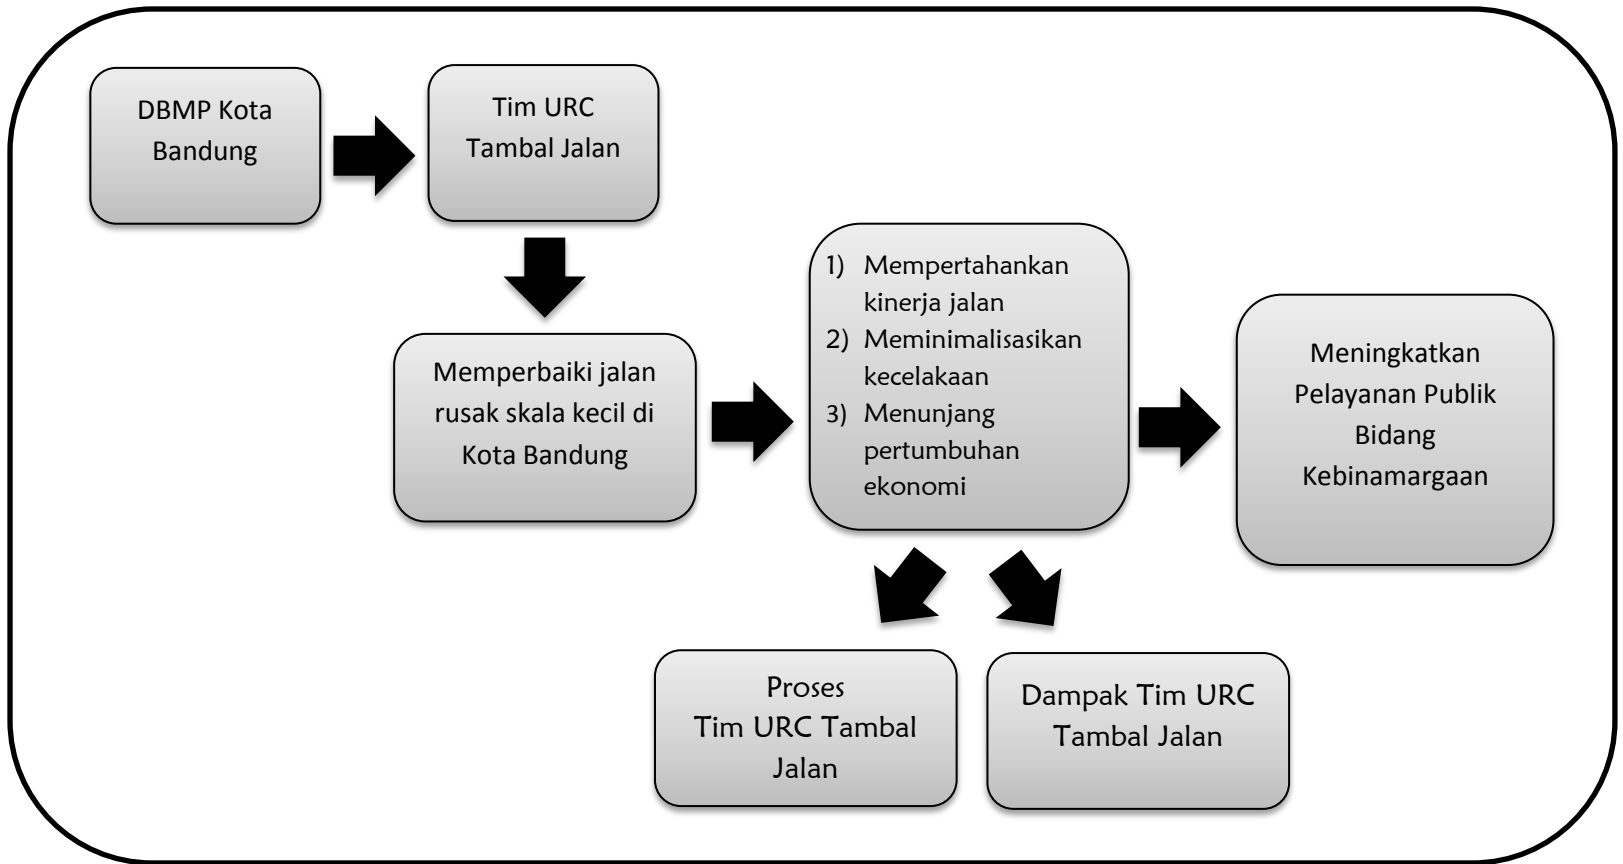 DBMP Kota
Bandung
Tim URC
Tambal Jalan
Memperbaiki jalan
rusak skala kecil di
Kota Bandung
1) Mempertahankan
kinerja jalan
2) Meminimalisasikan
kecelakaan
3) Menunjang
pertumbuhan
ekonomi
Meningkatkan
Pelayanan Publik
Bidang
Kebinamargaan
Proses
Tim URC Tambal
Jalan
Dampak Tim URC
Tambal Jalan